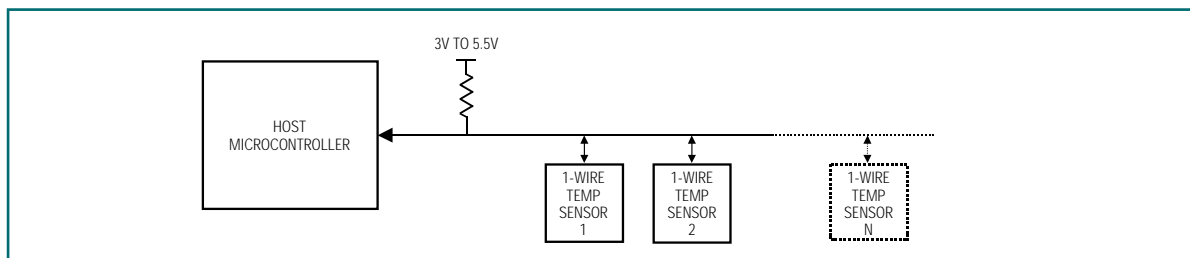 3V TO 5.5V
HOST
MICROCONTROLLER
1-WIRE
TEMP
SENSOR
1
1-WIRE
TEMP
SENSOR
2
1-WIRE
TEMP
SENSOR
N